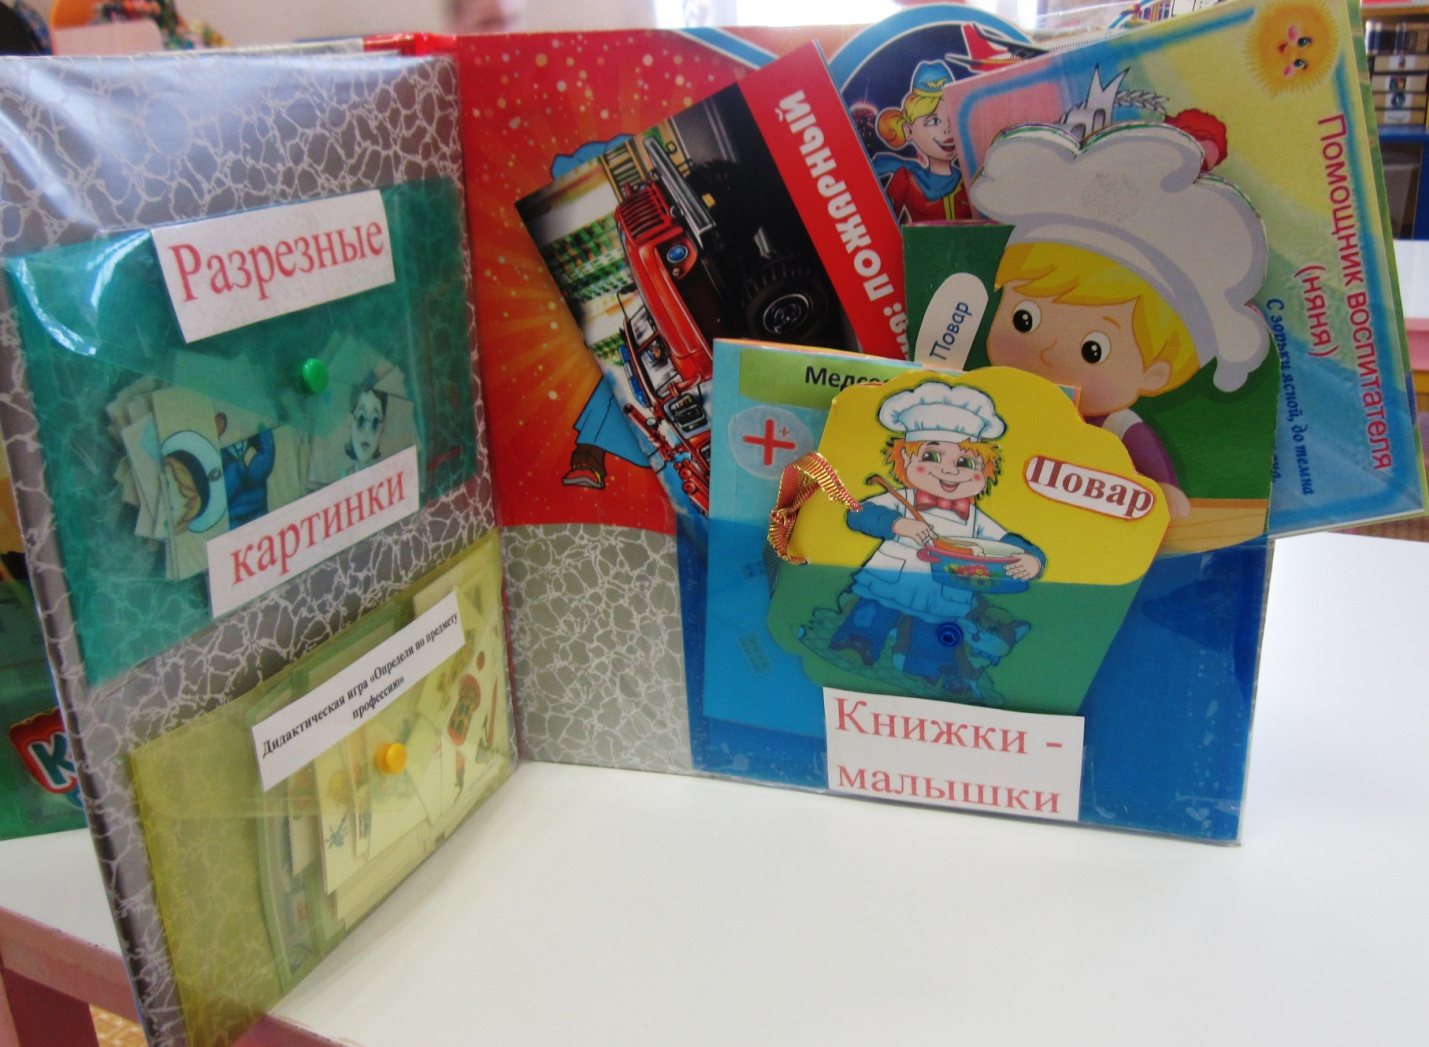 Разрезные
картинки
Дидактическая игра «Определи по предмету
профессию»
ПОЖАРНЫЙ
Повар
Помощник воспитателя
(няня)
С зорьки ясной, до темна
Повар
Книжки -
малышки